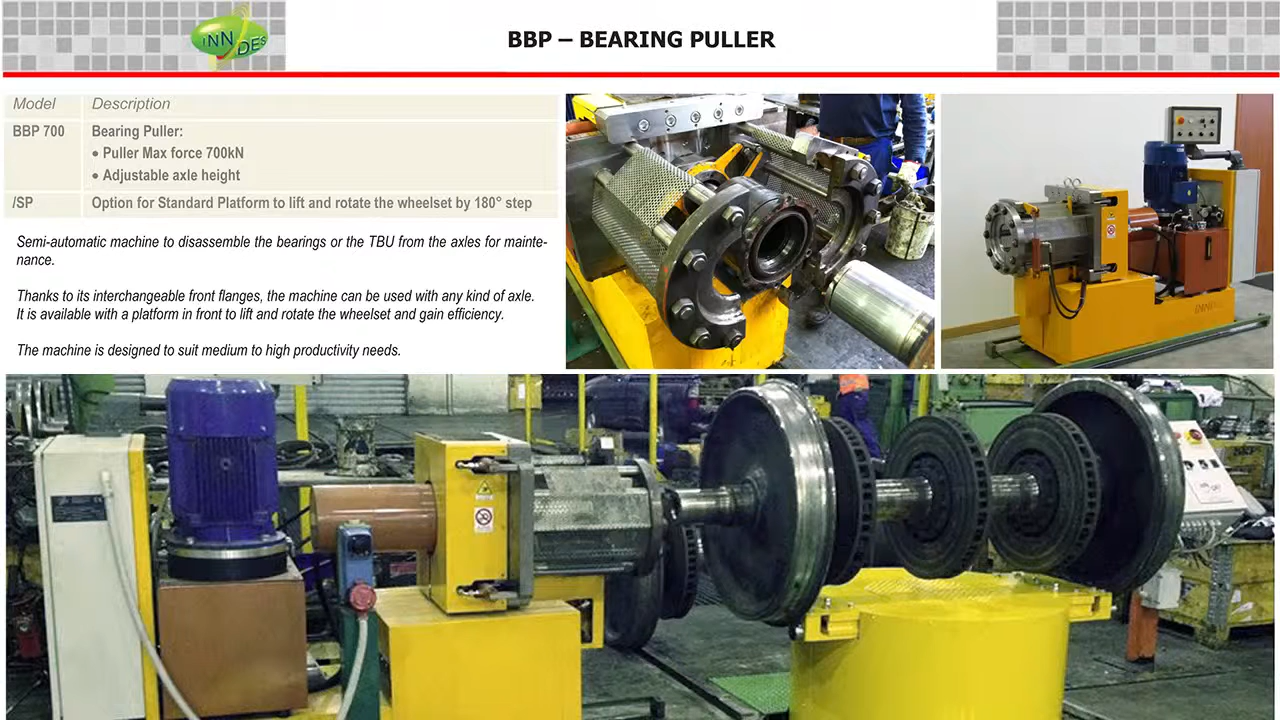 INN
DEs
BBP – BEARING PULLER
Model Description
BBP 700 Bearing Puller:
• Puller Max force 700kN
• Adjustable axle height
/SP Option for Standard Platform to lift and rotate the wheelset by 180° step
Semi-automatic machine to disassemble the bearings or the TBU from the axes for mainte-
nance.
Thanks to its interchangeable front flanges, the machine can be used with any kind of axle.
It is available with a platform in front to lift and rotate the wheelset and gain efficiency.
The machine is designed to suit medium to high productivity needs.